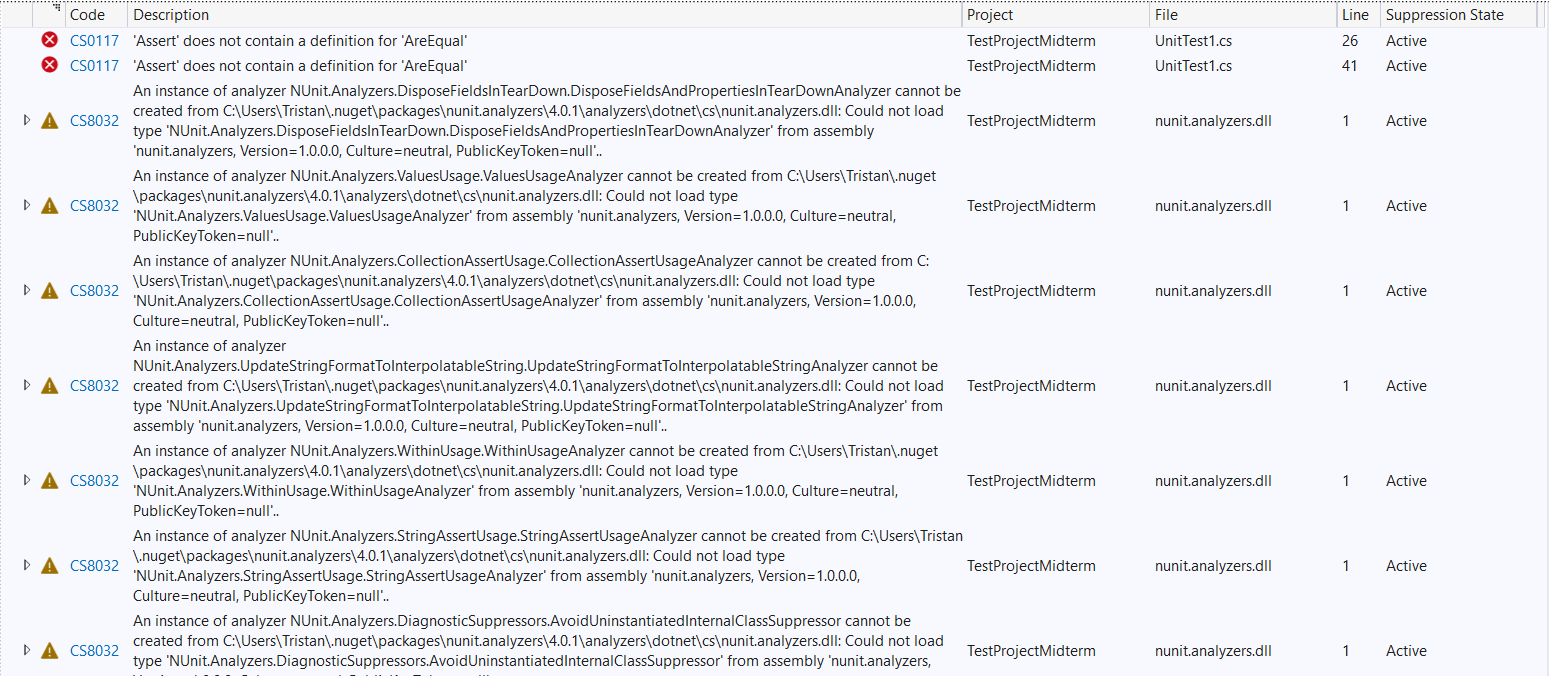 Code Description Project File Line Suppression State
CS0117 'Assert' does not contain a definition for 'AreEqual' TestProjectMidterm UnitTest1.cs 26 Active
CS0117 'Assert' does not contain a definition for 'AreEqual' TestProjectMidterm UnitTest1.cs 41 Active
An instance of analyzer NUnit.Analyzers.DisposeFieldsInTearDown.DisposeFieldsAndPropertiesInTearDownAnalyzer cannot be
created from C:\Users\Tristan\.nuget\packages\nunit.analyzers\4.0.1\analyzers\dotnet\cs\nunit.analyzers.dll: Could not load
CS8032 TestProjectMidterm nunit.analyzers.dll 1 Active
type 'NUnit.Analyzers.DisposeFieldsInTearDown.DisposeFieldsAndPropertiesInTearDownAnalyzer' from assembly
'nunit.analyzers, Version=1.0.0.0, Culture=neutral, PublicKeyToken=null'..
An instance of analyzer NUnit.Analyzers.ValuesUsage.ValuesUsageAnalyzer cannot be created from C:\Users\Tristan\.nuget
\packages\nunit.analyzers\4.0.1\analyzers\dotnet\cs\nunit.analyzers.dll: Could not load type
CS8032 TestProjectMidterm nunit.analyzers.dll 1 Active
'NUnit.Analyzers.ValuesUsage.ValuesUsageAnalyzer' from assembly 'nunit.analyzers, Version=1.0.0.0, Culture=neutral,
PublicKeyToken=null'..
An instance of analyzer NUnit.Analyzers.CollectionAssertUsage.CollectionAssertUsageAnalyzer cannot be created from C:
\Users\Tristan\.nuget\packages\nunit.analyzers\4.0.1\analyzers\dotnet\cs\nunit.analyzers.dll: Could not load type
CS8032 TestProjectMidterm nunit.analyzers.dll 1 Active
'NUnit.Analyzers.CollectionAssertUsage.CollectionAssertUsageAnalyzer' from assembly 'nunit.analyzers, Version=1.0.0.0,
Culture=neutral, PublicKeyToken=null'..
An instance of analyzer
NUnit.Analyzers.UpdateStringFormatToInterpolatableString.UpdateStringFormatToInterpolatableStringAnalyzer cannot be
CS8032 created from C:\Users\Tristan\.nuget\packages\nunit.analyzers\4.0.1\analyzers\dotnet\cs\nunit.analyzers.dll: Could not load TestProjectMidterm nunit.analyzers.dll 1 Active
type 'NUnit.Analyzers.UpdateStringFormatToInterpolatableString.UpdateStringFormatToInterpolatableStringAnalyzer' from
assembly 'nunit.analyzers, Version=1.0.0.0, Culture=neutral, PublicKeyToken=null'..
An instance of analyzer NUnit.Analyzers.WithinUsage.WithinUsageAnalyzer cannot be created from C:\Users\Tristan\.nuget
\packages\nunit.analyzers\4.0.1\analyzers\dotnet\cs\nunit.analyzers.dll: Could not load type
CS8032 TestProjectMidterm nunit.analyzers.dll 1 Active
'NUnit.Analyzers.WithinUsage.WithinUsageAnalyzer' from assembly 'nunit.analyzers, Version=1.0.0.0, Culture=neutral,
PublicKeyToken=null'..
An instance of analyzer NUnit.Analyzers.StringAssertUsage.StringAssertUsageAnalyzer cannot be created from C:\Users\Tristan
\.nuget\packages\nunit.analyzers\4.0.1\analyzers\dotnet\cs\nunit.analyzers.dll: Could not load type
CS8032 TestProjectMidterm nunit.analyzers.dll 1 Active
'NUnit.Analyzers.StringAssertUsage.StringAssertUsageAnalyzer' from assembly 'nunit.analyzers, Version=1.0.0.0,
Culture=neutral, PublicKeyToken=null'..
An instance of analyzer NUnit.Analyzers.DiagnosticSuppressors.AvoidUninstantiatedInternalClassSuppressor cannot be
created from C:\Users\Tristan\.nuget\packages\nunit.analyzers\4.0.1\analyzers\dotnet\cs\nunit.analyzers.dll: Could not load
CS8032 TestProjectMidterm nunit.analyzers.dll 1 Active
type 'NUnit.Analyzers.DiagnosticSuppressors.AvoidUninstantiatedInternalClassSuppressor' from assembly 'nunit.analyzers,